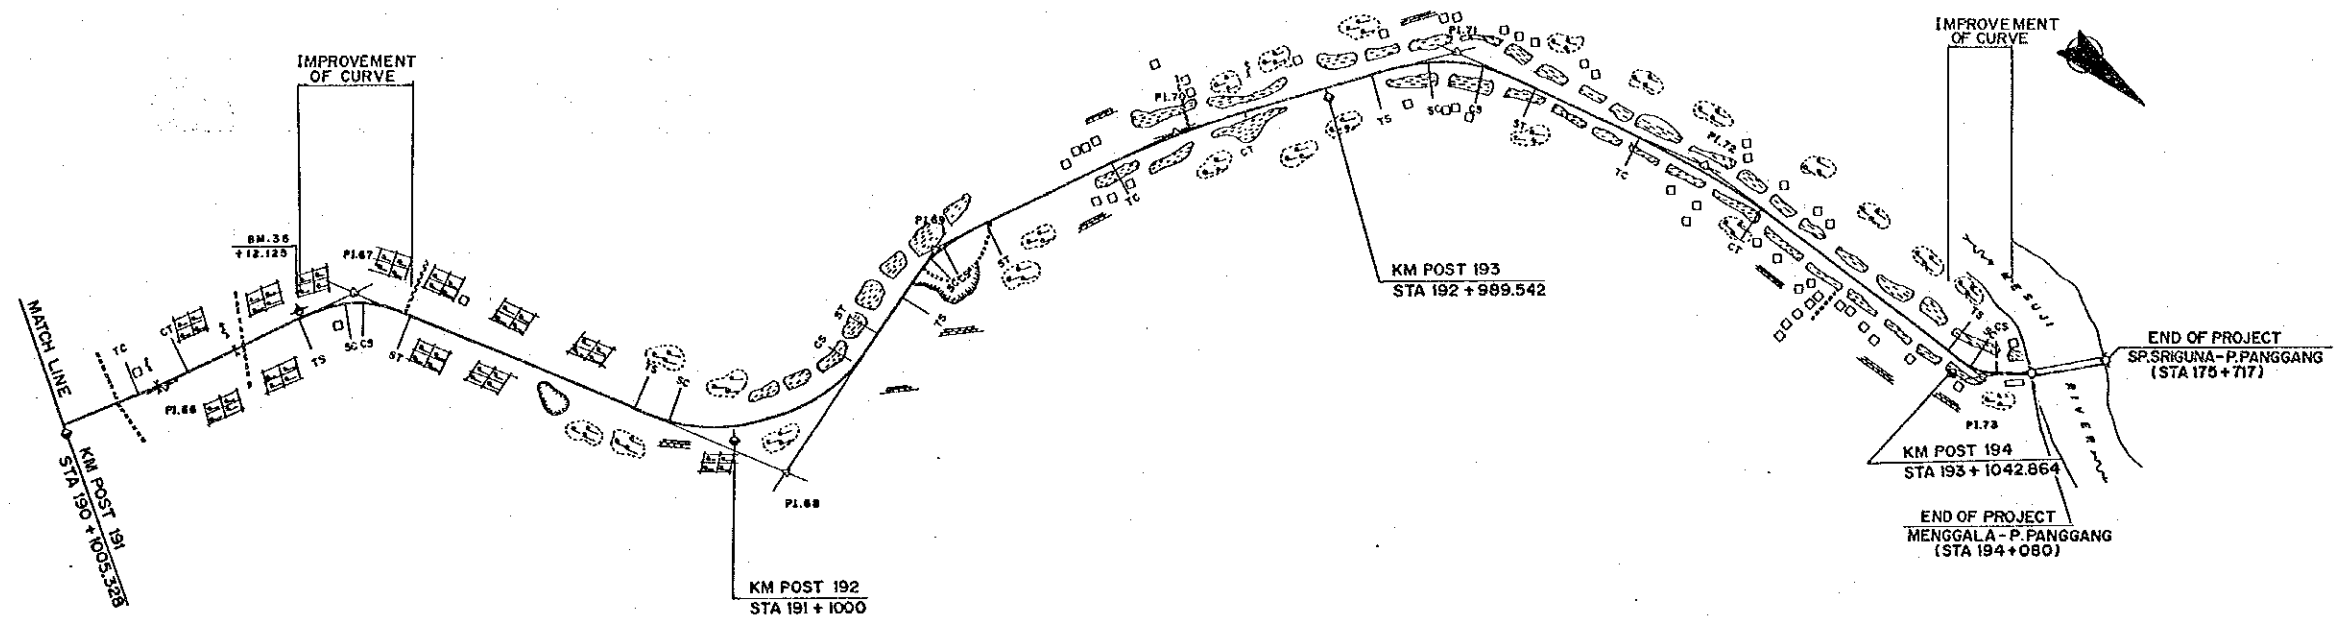 IMPROVEMENT
OF CURVE
IMPROVEMENT
OF CURVE
MATCH LINE
KM POST 191
STA 190 + 1005.328
TC
CT
PI.66
BM.36
+12.125
TS
PI.67
SC
CS
ST
TS
SC
KM POST 192
STA 191 + 1000
PI.68
CS
ST
TS
PI.69
ST
TC
PI.70
CT
KM POST 193
STA 192 + 989.542
TS
SC
PI.71
CS
ST
TC
PI.72
CT
TS
CS
PI.73
MESUJI
RIVER
KM POST 194
STA 193 + 1042.864
END OF PROJECT
MENGGALA - P.PANGGANG
(STA 194+080)
END OF PROJECT
SP.SRIGUNA-P.PANGGANG
(STA 175+717)